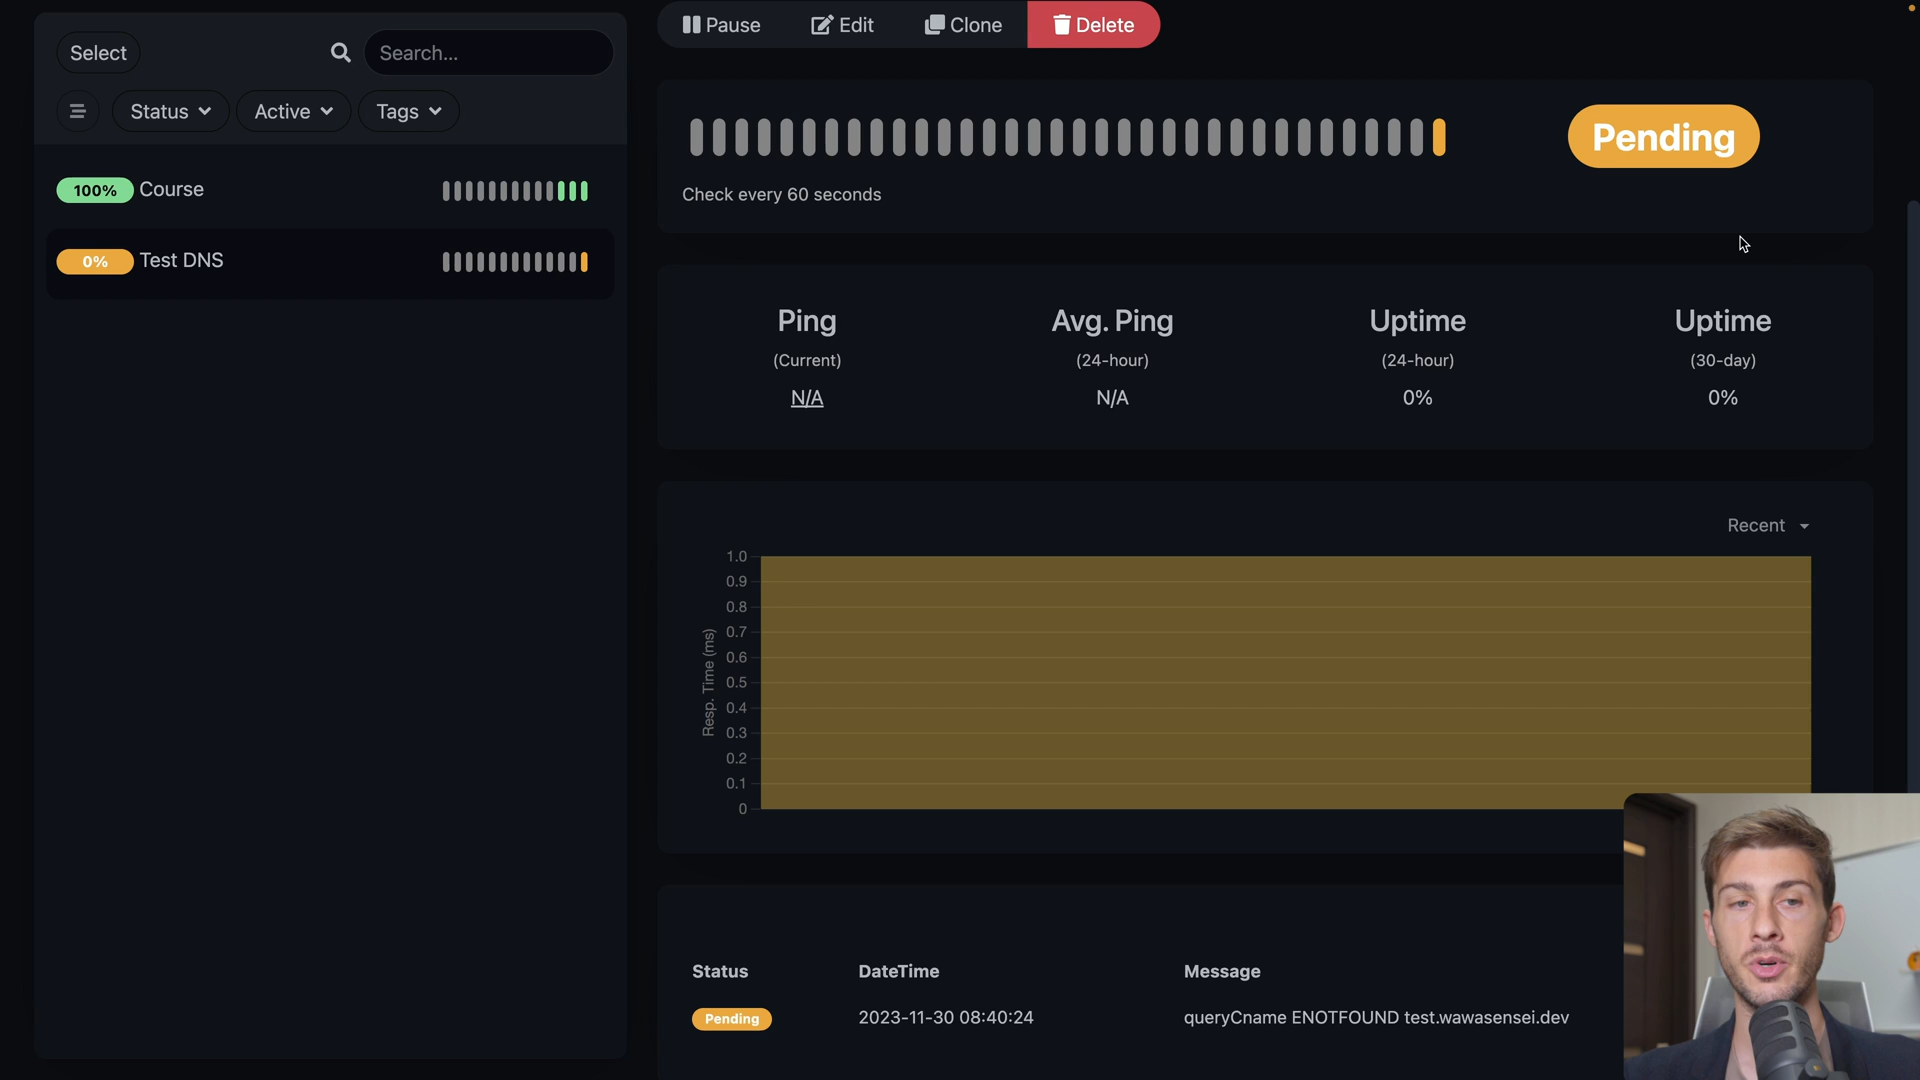 Select
Search...
Status
Active
Tags
100% Course
0% Test DNS
Pause
Edit
Clone
Delete
Pending
Check every 60 seconds
Ping
(Current)
N/A
Avg. Ping
(24-hour)
N/A
Uptime
(24-hour)
0%
Uptime
(30-day)
0%
Recent
Resp. Time (ms)
1.0
0.9
0.8
0.7
0.6
0.5
0.4
0.3
0.2
0.1
0
Status DateTime Message
Pending 2023-11-30 08:40:24 queryCname ENOTFOUND test.wawasensei.dev